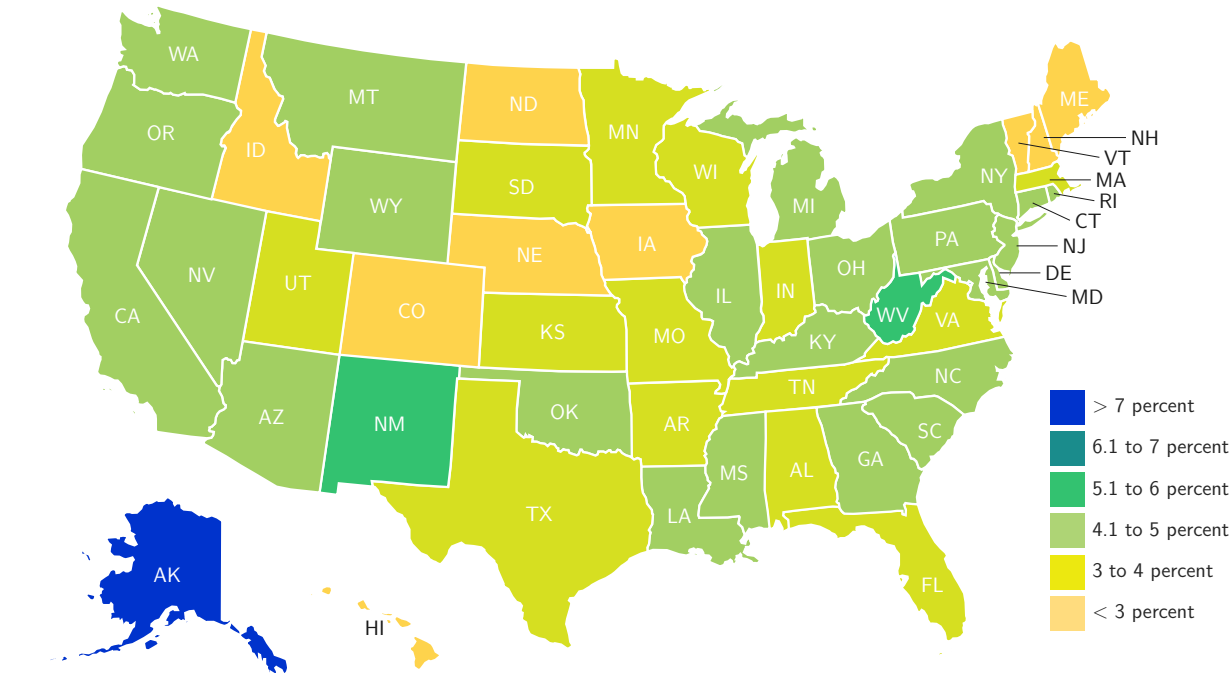 WA
MT
ND
ME
OR
ID
MN
NH
VT
SD
WI
NY
MA
RI
CT
WY
MI
NE
IA
PA
NJ
NV
UT
CO
IL
IN
OH
DE
MD
WV
VA
CA
KS
MO
KY
NC
AZ
NM
OK
AR
TN
SC
TX
LA
MS
AL
GA
FL
AK
HI
> 7 percent
6.1 to 7 percent
5.1 to 6 percent
4.1 to 5 percent
3 to 4 percent
< 3 percent